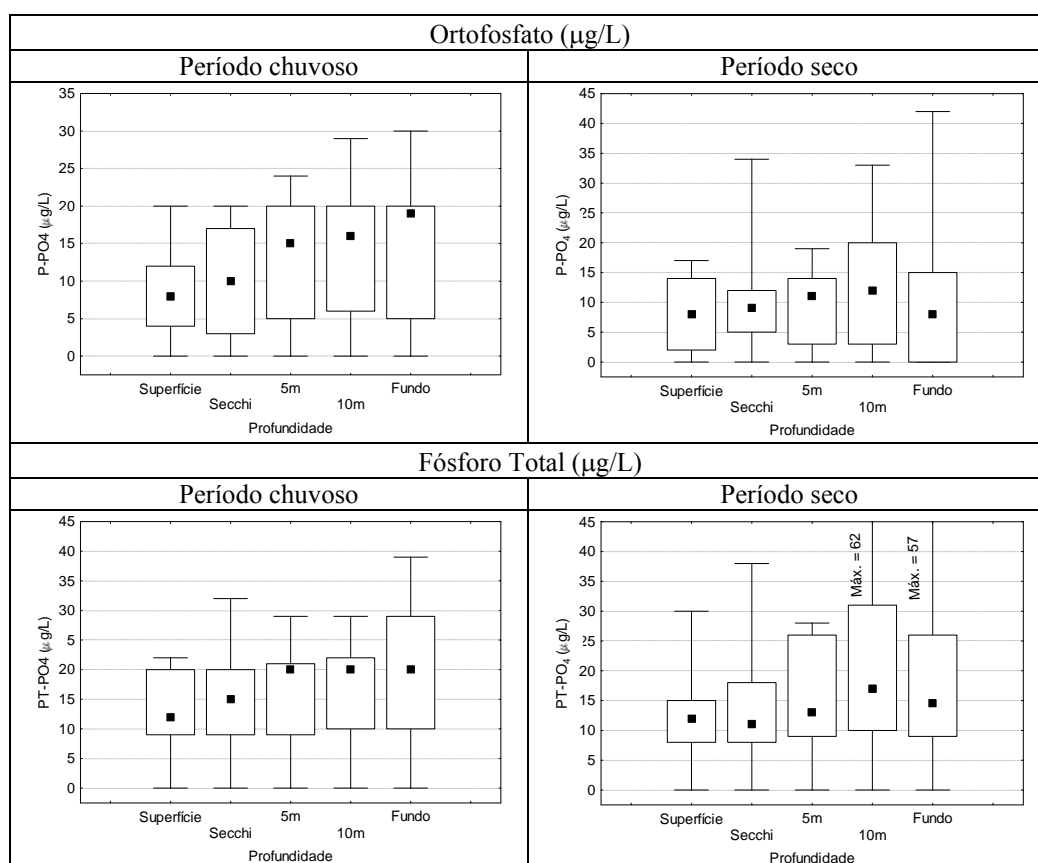 Ortofosfato (μg/L)
Período chuvoso
Período seco
35
30
25
20
15
10
5
0
P-PO4 (μg/L)
Superfície
Secchi
5m
10m
Fundo
Profundidade
45
40
35
30
25
20
15
10
5
0
P-PO₄ (μg/L)
Superfície
Secchi
5m
10m
Fundo
Profundidade
Fósforo Total (μg/L)
Período chuvoso
Período seco
45
40
35
30
25
20
15
10
5
0
PT-PO4 (μg/L)
Superfície
Secchi
5m
10m
Fundo
Profundidade
45
40
35
30
25
20
15
10
5
0
PT-PO₄ (μg/L)
Máx. = 62
Máx. = 57
Superfície
Secchi
5m
10m
Fundo
Profundidade